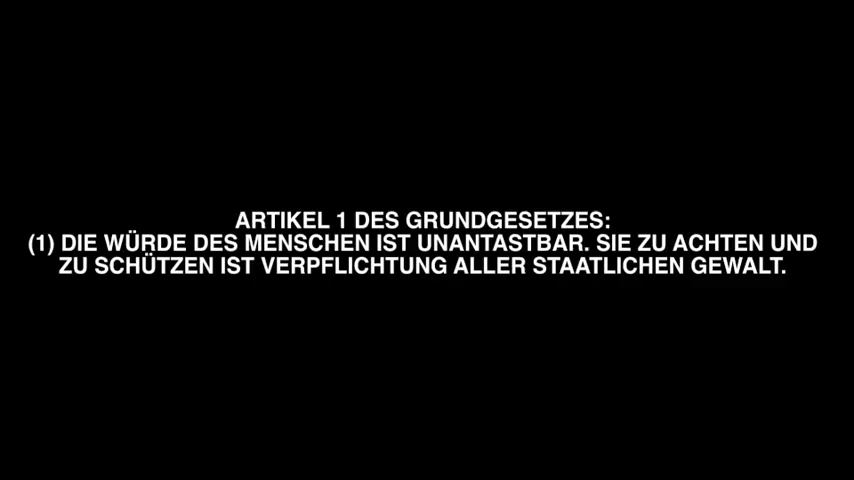 ARTIKEL 1 DES GRUNDGESETZES:
(1) DIE WÜRDE DES MENSCHEN IST UNANTASTBAR. SIE ZU ACHTEN UND
ZU SCHÜTZEN IST VERPFLICHTUNG ALLER STAATLICHEN GEWALT.